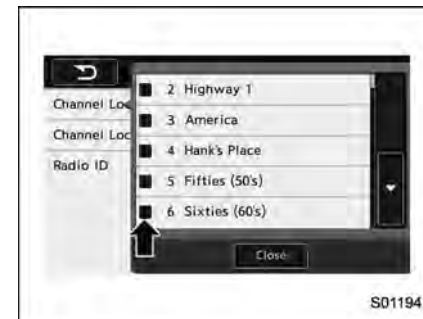 Channel Lo
2 Highway 1
3 America
Channel Loc
4 Hank's Place
Radio ID
5 Fifties (50's)
6 Sixties (60's)
Close
S01194